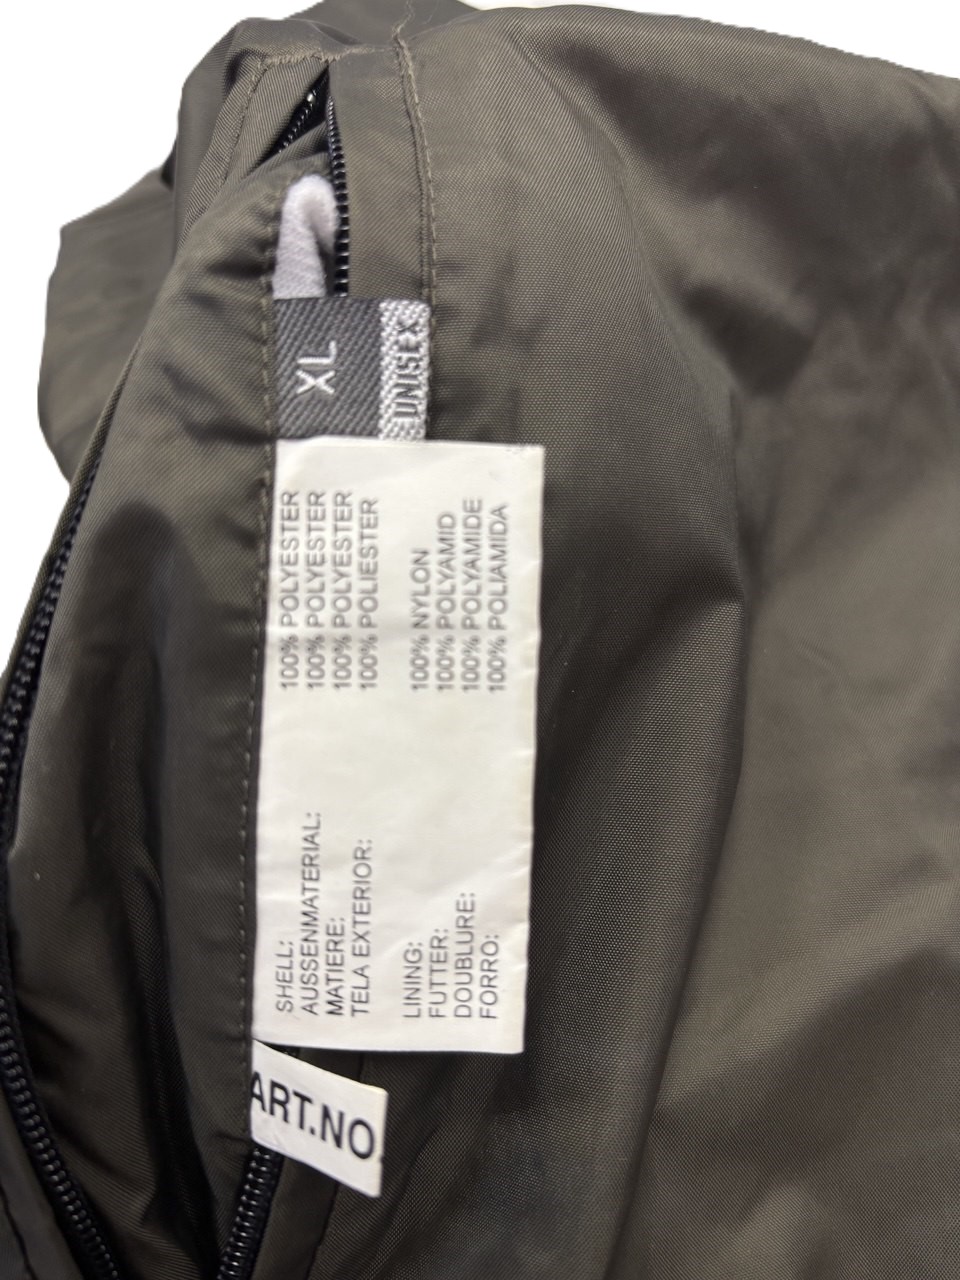 XL
UNISEX
SHELL: 100% POLYESTER
AUSSENMATERIAL: 100% POLYESTER
MATIERE: 100% POLYESTER
TELA EXTERIOR: 100% POLIESTER
LINING: 100% NYLON
FUTTER: 100% POLYAMID
DOUBLURE: 100% POLYAMIDE
FORRO: 100% POLIAMIDA
ART.NO.